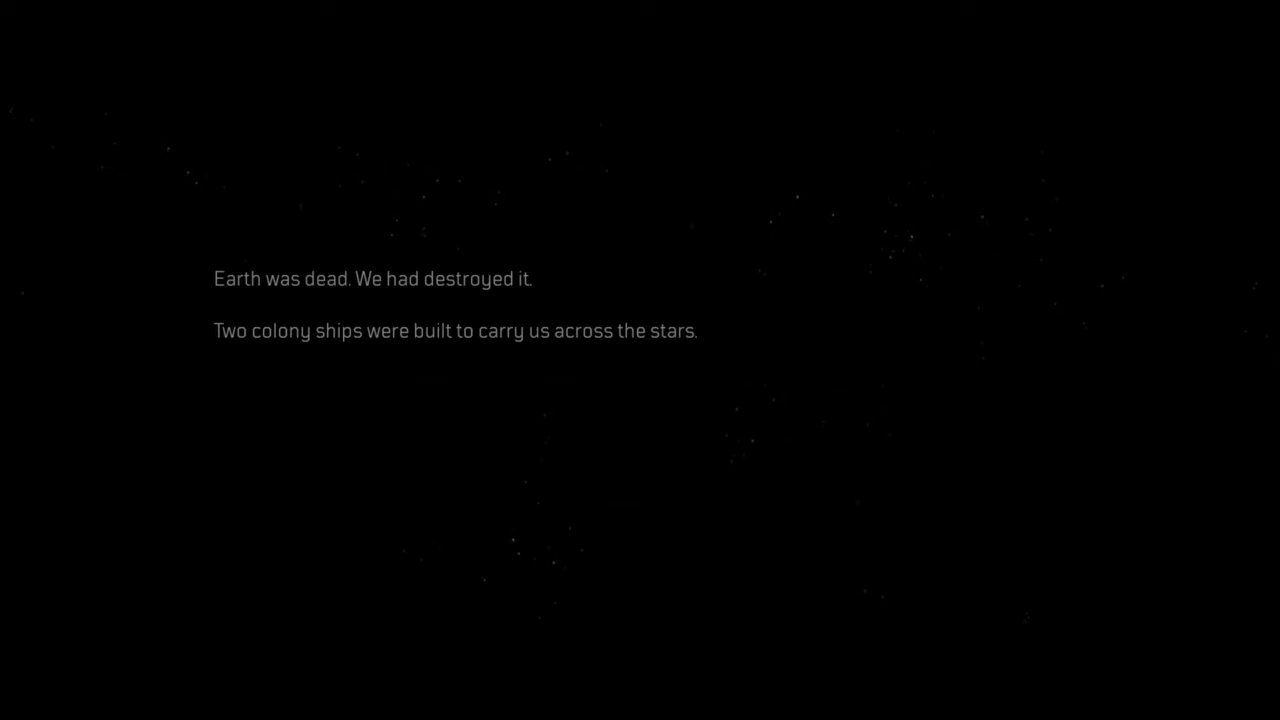 Earth was dead. We had destroyed it.
Two colony ships were built to carry us across the stars.